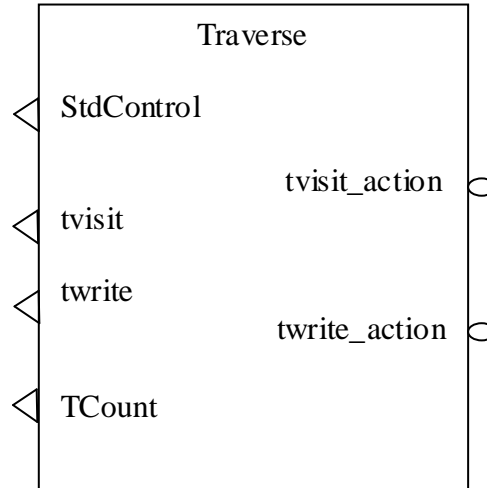 Traverse
StdControl
tvisit_action
tvisit
twrite
twrite_action
TCount